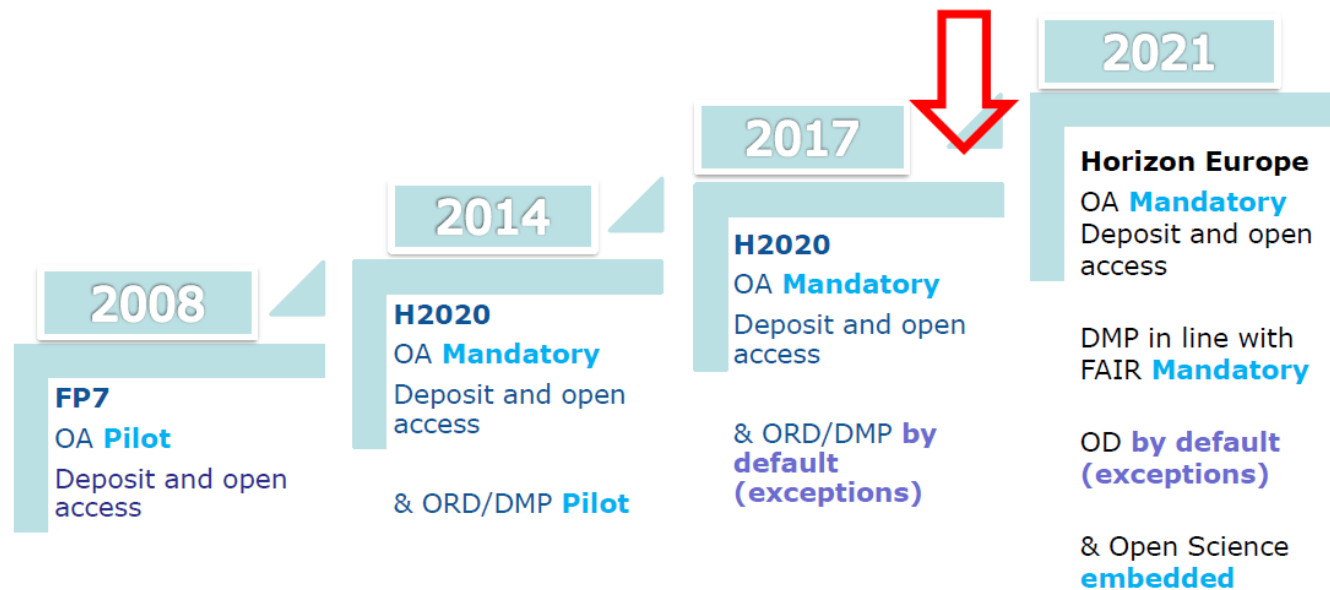 2008
FP7
OA Pilot
Deposit and open
access
2014
H2020
OA Mandatory
Deposit and open
access
& ORD/DMP Pilot
2017
H2020
OA Mandatory
Deposit and open
access
& ORD/DMP by
default
(exceptions)
2021
Horizon Europe
OA Mandatory
Deposit and open
access
DMP in line with
FAIR Mandatory
OD by default
(exceptions)
& Open Science
embedded